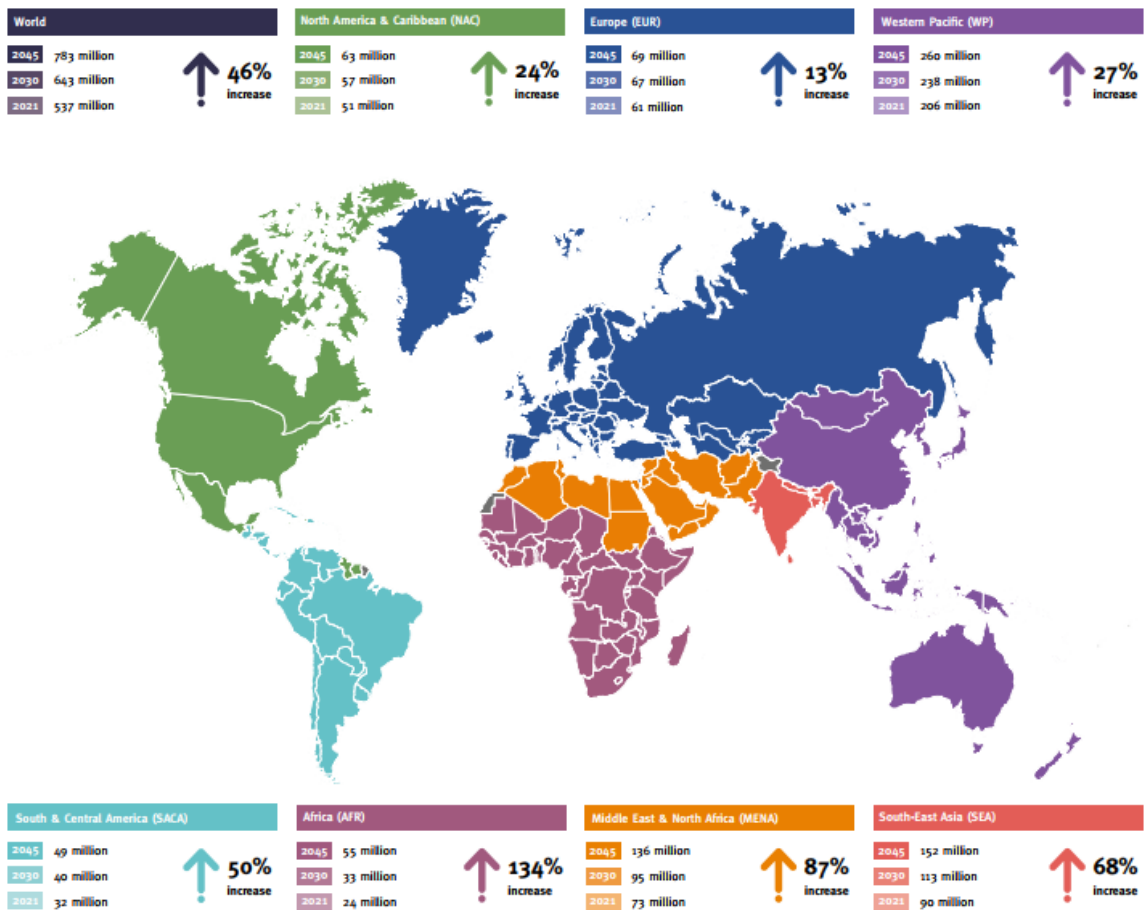 World
2045 783 million
2030 643 million
2021 537 million
46%
increase
North America & Caribbean (NAC)
2045 63 million
2030 57 million
2021 51 million
24%
increase
Europe (EUR)
2045 69 million
2030 67 million
2021 61 million
13%
increase
Western Pacific (WP)
2045 260 million
2030 238 million
2021 206 million
27%
increase
South & Central America (SACA)
2045 49 million
2030 40 million
2021 32 million
50%
increase
Africa (AFR)
2045 55 million
2030 33 million
2021 24 million
134%
increase
Middle East & North Africa (MENA)
2045 136 million
2030 95 million
2021 73 million
87%
increase
South-East Asia (SEA)
2045 152 million
2030 113 million
2021 90 million
68%
increase